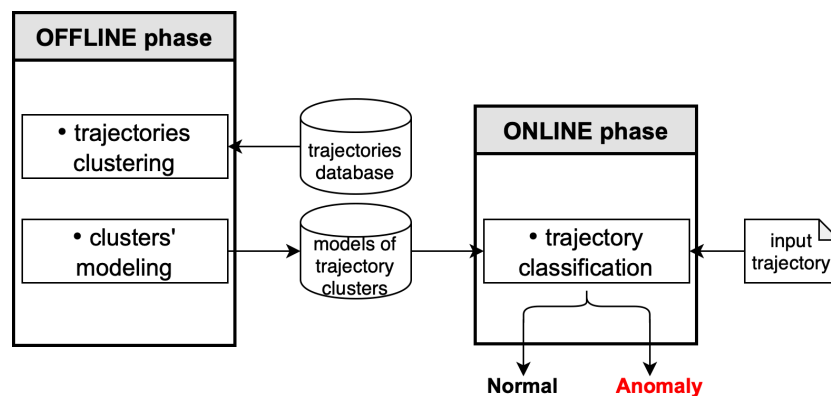 OFFLINE phase
• trajectories
clustering
trajectories
database
• clusters'
modeling
models of
trajectory
clusters
ONLINE phase
• trajectory
classification
input
trajectory
Normal
Anomaly